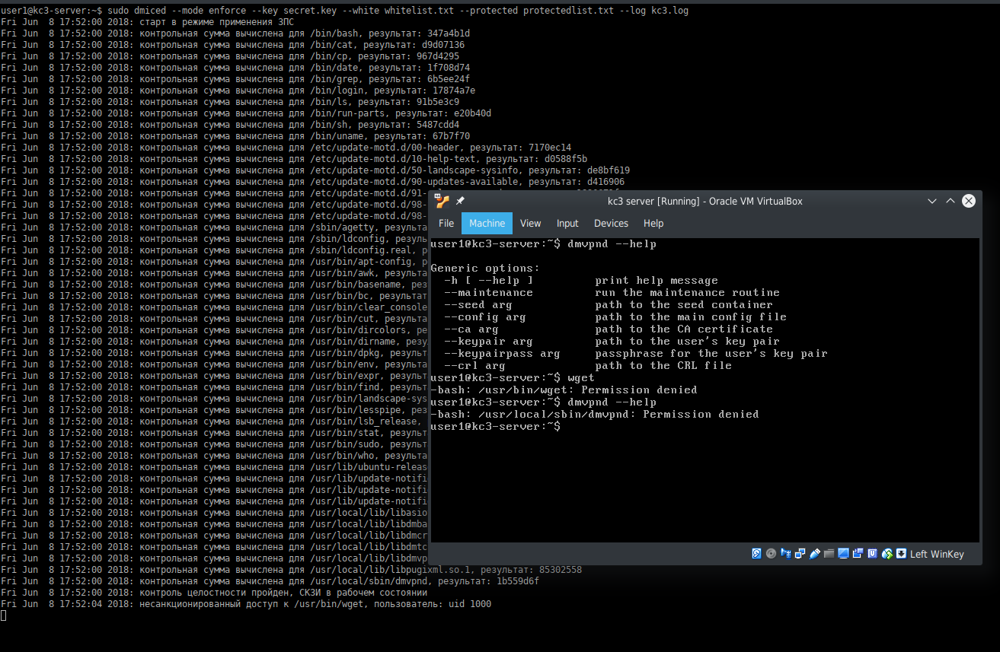 user1@kc3-server:~$ sudo dmiced --mode enforce --key secret.key --white whitelist.txt --protected protectedlist.txt --log kc3.log
Fri Jun  8 17:52:00 2018: старт в режиме применения ЗПС
Fri Jun  8 17:52:00 2018: контрольная сумма вычислена для /bin/bash, результат: 347a4b1d
Fri Jun  8 17:52:00 2018: контрольная сумма вычислена для /bin/cat, результат: d9d07136
Fri Jun  8 17:52:00 2018: контрольная сумма вычислена для /bin/cp, результат: 967d4295
Fri Jun  8 17:52:00 2018: контрольная сумма вычислена для /bin/date, результат: 1f708d74
Fri Jun  8 17:52:00 2018: контрольная сумма вычислена для /bin/grep, результат: 6b5ee24f
Fri Jun  8 17:52:00 2018: контрольная сумма вычислена для /bin/login, результат: 17874a7e
Fri Jun  8 17:52:00 2018: контрольная сумма вычислена для /bin/ls, результат: 91b5e3c9
Fri Jun  8 17:52:00 2018: контрольная сумма вычислена для /bin/run-parts, результат: e20b40d
Fri Jun  8 17:52:00 2018: контрольная сумма вычислена для /bin/sh, результат: 5487cdd4
Fri Jun  8 17:52:00 2018: контрольная сумма вычислена для /bin/uname, результат: 67b7f70
Fri Jun  8 17:52:00 2018: контрольная сумма вычислена для /etc/update-motd.d/00-header, результат: 7170ec14
Fri Jun  8 17:52:00 2018: контрольная сумма вычислена для /etc/update-motd.d/10-help-text, результат: d0588f5b
Fri Jun  8 17:52:00 2018: контрольная сумма вычислена для /etc/update-motd.d/50-landscape-sysinfo, результат: de8bf619
Fri Jun  8 17:52:00 2018: контрольная сумма вычислена для /etc/update-motd.d/90-updates-available, результат: d416906
Fri Jun  8 17:52:00 2018: контрольная сумма вычислена для /etc/update-motd.d/91-
Fri Jun  8 17:52:00 2018: контрольная сумма вычислена для /etc/update-motd.d/98-
Fri Jun  8 17:52:00 2018: контрольная сумма вычислена для /etc/update-motd.d/98-
Fri Jun  8 17:52:00 2018: контрольная сумма вычислена для /sbin/agetty, результа
Fri Jun  8 17:52:00 2018: контрольная сумма вычислена для /sbin/ldconfig, резуль
Fri Jun  8 17:52:00 2018: контрольная сумма вычислена для /sbin/ldconfig.real, р
Fri Jun  8 17:52:00 2018: контрольная сумма вычислена для /usr/bin/apt-config, р
Fri Jun  8 17:52:00 2018: контрольная сумма вычислена для /usr/bin/awk, результа
Fri Jun  8 17:52:00 2018: контрольная сумма вычислена для /usr/bin/basename, рез
Fri Jun  8 17:52:00 2018: контрольная сумма вычислена для /usr/bin/bc, результат
Fri Jun  8 17:52:00 2018: контрольная сумма вычислена для /usr/bin/clear_console
Fri Jun  8 17:52:00 2018: контрольная сумма вычислена для /usr/bin/cut, результа
Fri Jun  8 17:52:00 2018: контрольная сумма вычислена для /usr/bin/dircolors, ре
Fri Jun  8 17:52:00 2018: контрольная сумма вычислена для /usr/bin/dirname, резу
Fri Jun  8 17:52:00 2018: контрольная сумма вычислена для /usr/bin/dpkg, результ
Fri Jun  8 17:52:00 2018: контрольная сумма вычислена для /usr/bin/env, результа
Fri Jun  8 17:52:00 2018: контрольная сумма вычислена для /usr/bin/expr, результ
Fri Jun  8 17:52:00 2018: контрольная сумма вычислена для /usr/bin/find, результ
Fri Jun  8 17:52:00 2018: контрольная сумма вычислена для /usr/bin/landscape-sys
Fri Jun  8 17:52:00 2018: контрольная сумма вычислена для /usr/bin/lesspipe, рез
Fri Jun  8 17:52:00 2018: контрольная сумма вычислена для /usr/bin/lsb_release,
Fri Jun  8 17:52:00 2018: контрольная сумма вычислена для /usr/bin/stat, результ
Fri Jun  8 17:52:00 2018: контрольная сумма вычислена для /usr/bin/sudo, результ
Fri Jun  8 17:52:00 2018: контрольная сумма вычислена для /usr/bin/who, результа
Fri Jun  8 17:52:00 2018: контрольная сумма вычислена для /usr/lib/ubuntu-releas
Fri Jun  8 17:52:00 2018: контрольная сумма вычислена для /usr/lib/update-notifi
Fri Jun  8 17:52:00 2018: контрольная сумма вычислена для /usr/lib/update-notifi
Fri Jun  8 17:52:00 2018: контрольная сумма вычислена для /usr/lib/update-notifi
Fri Jun  8 17:52:00 2018: контрольная сумма вычислена для /usr/local/lib/libasio
Fri Jun  8 17:52:00 2018: контрольная сумма вычислена для /usr/local/lib/libdmba
Fri Jun  8 17:52:00 2018: контрольная сумма вычислена для /usr/local/lib/libdmcr
Fri Jun  8 17:52:00 2018: контрольная сумма вычислена для /usr/local/lib/libdmtc
Fri Jun  8 17:52:00 2018: контрольная сумма вычислена для /usr/local/lib/libdmvp
Fri Jun  8 17:52:00 2018: контрольная сумма вычислена для /usr/local/lib/libpugixml.so.1, результат: 85302558
Fri Jun  8 17:52:00 2018: контрольная сумма вычислена для /usr/local/sbin/dmvpnd, результат: 1b559d6f
Fri Jun  8 17:52:00 2018: контроль целостности пройден, СКЗИ в рабочем состоянии
Fri Jun  8 17:52:04 2018: несанкционированный доступ к /usr/bin/wget, пользователь: uid 1000
kc3 server [Running] - Oracle VM VirtualBox
File Machine View Input Devices Help
user1@kc3-server:~$ dmvpnd --help
Generic options:
-h [ --help ] print help message
--maintenance run the maintenance routine
--seed arg path to the seed container
--config arg path to the main config file
--ca arg path to the CA certificate
--keypair arg path to the user's key pair
--keypairpass arg passphrase for the user's key pair
--crl arg path to the CRL file
user1@kc3-server:~$ wget
-bash: /usr/bin/wget: Permission denied
user1@kc3-server:~$ dmvpnd --help
-bash: /usr/local/sbin/dmvpnd: Permission denied
user1@kc3-server:~$
Left WinKey